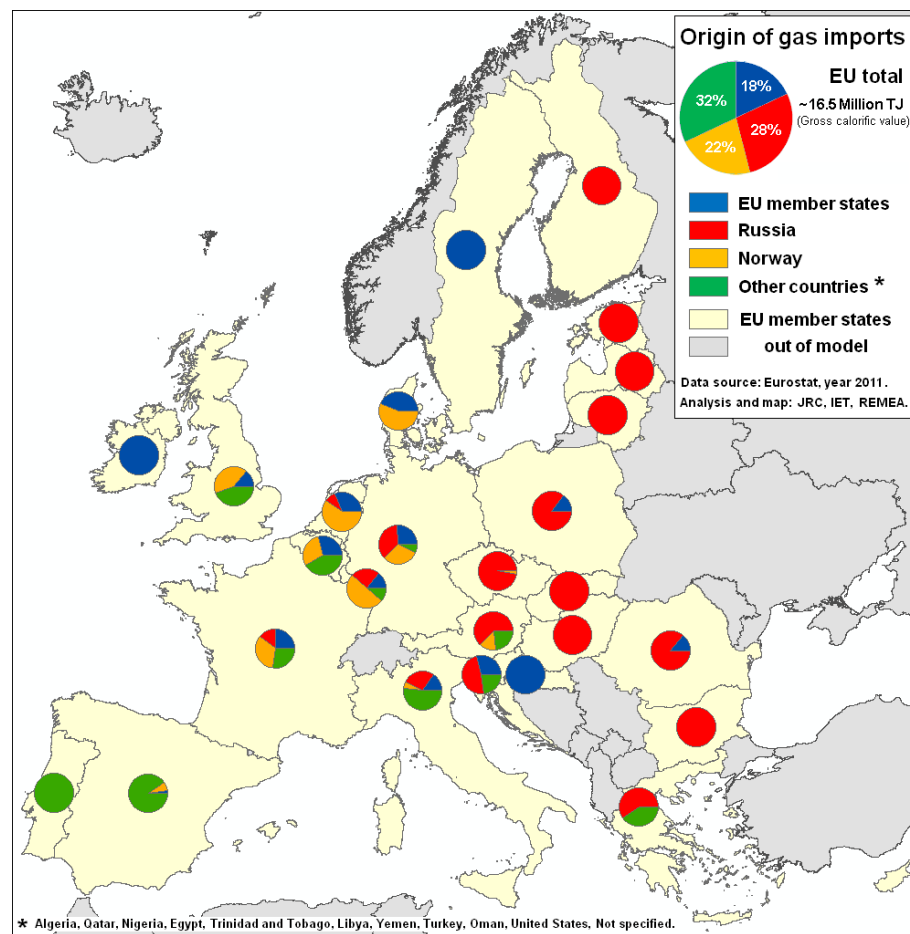 Origin of gas imports
EU total
~16.5 Million TJ
(Gross calorific value)
18%
32%
28%
22%
EU member states
Russia
Norway
Other countries *
EU member states
out of model
Data source: Eurostat, year 2011.
Analysis and map: JRC, IET, REMEA.
* Algeria, Qatar, Nigeria, Egypt, Trinidad and Tobago, Libya, Yemen, Turkey, Oman, United States, Not specified.